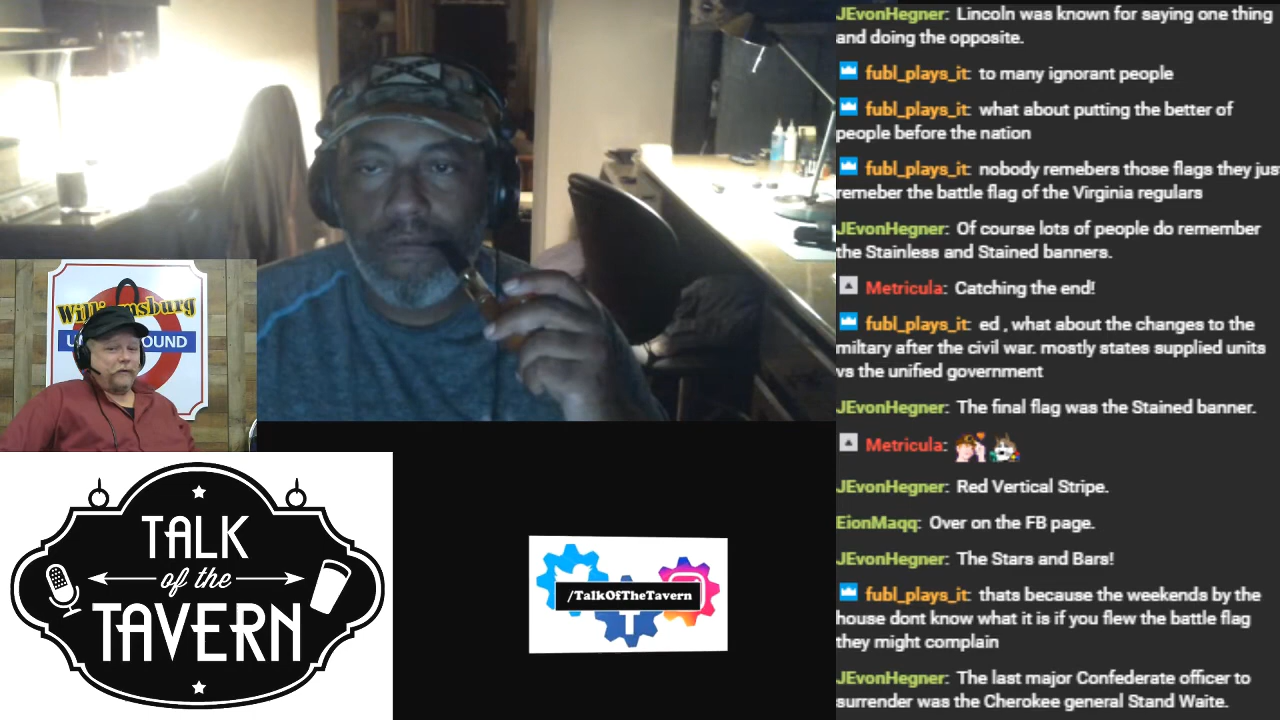 Williamsburg
U OUND
TALK
of the
TAVERN
/TalkOfTheTavern
JEvonHegner: Lincoln was known for saying one thing
and doing the opposite.
fubl_plays_it: to many ignorant people
fubl_plays_it: what about putting the better of
people before the nation
fubl_plays_it: nobody remebers those flags they jus
remeber the battle flag of the Virginia regulars
JEvonHegner: Of course lots of people do remember
the Stainless and Stained banners.
Metricula: Catching the end!
fubl_plays_it: ed , what about the changes to the
miltary after the civil war. mostly states supplied units
vs the unified government
JEvonHegner: The final flag was the Stained banner.
Metricula:
JEvonHegner: Red Vertical Stripe.
EionMaqq: Over on the FB page.
JEvonHegner: The Stars and Bars!
fubl_plays_it: thats because the weekends by the
house dont know what it is if you flew the battle flag
they might complain
JEvonHegner: The last major Confederate officer to
surrender was the Cherokee general Stand Waite.